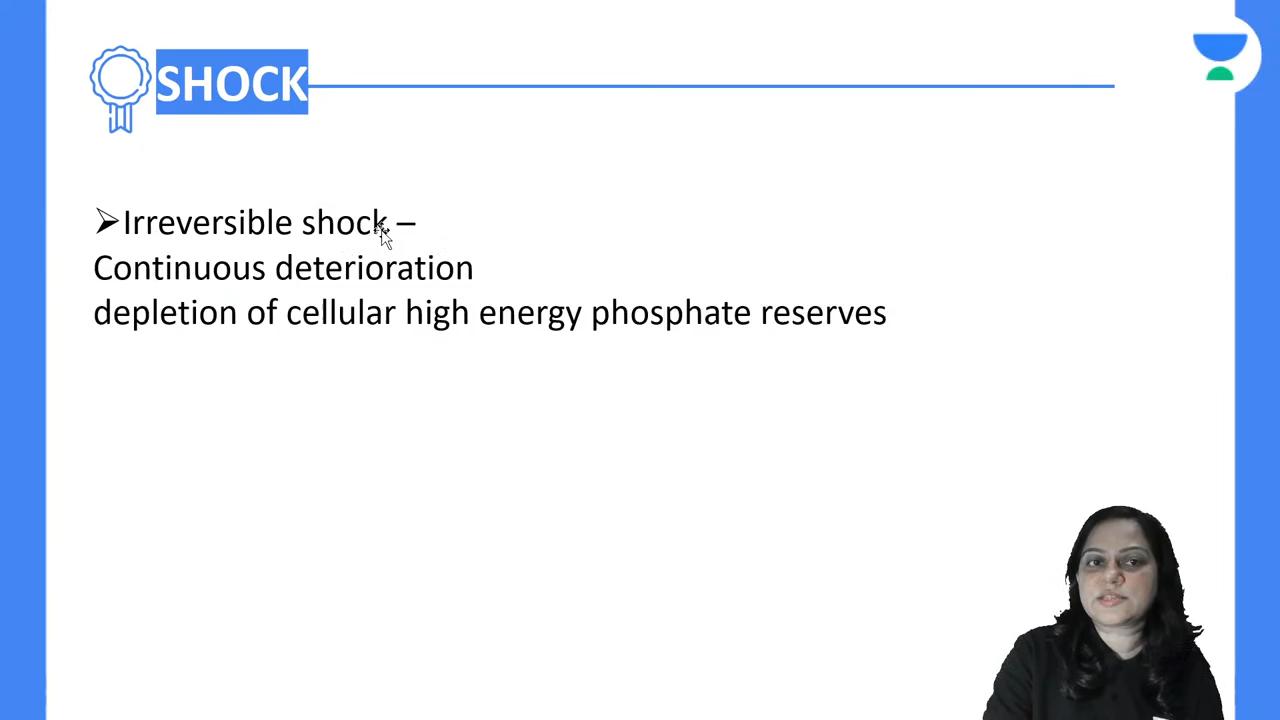 SHOCK
➢Irreversible shock –
Continuous deterioration
depletion of cellular high energy phosphate reserves